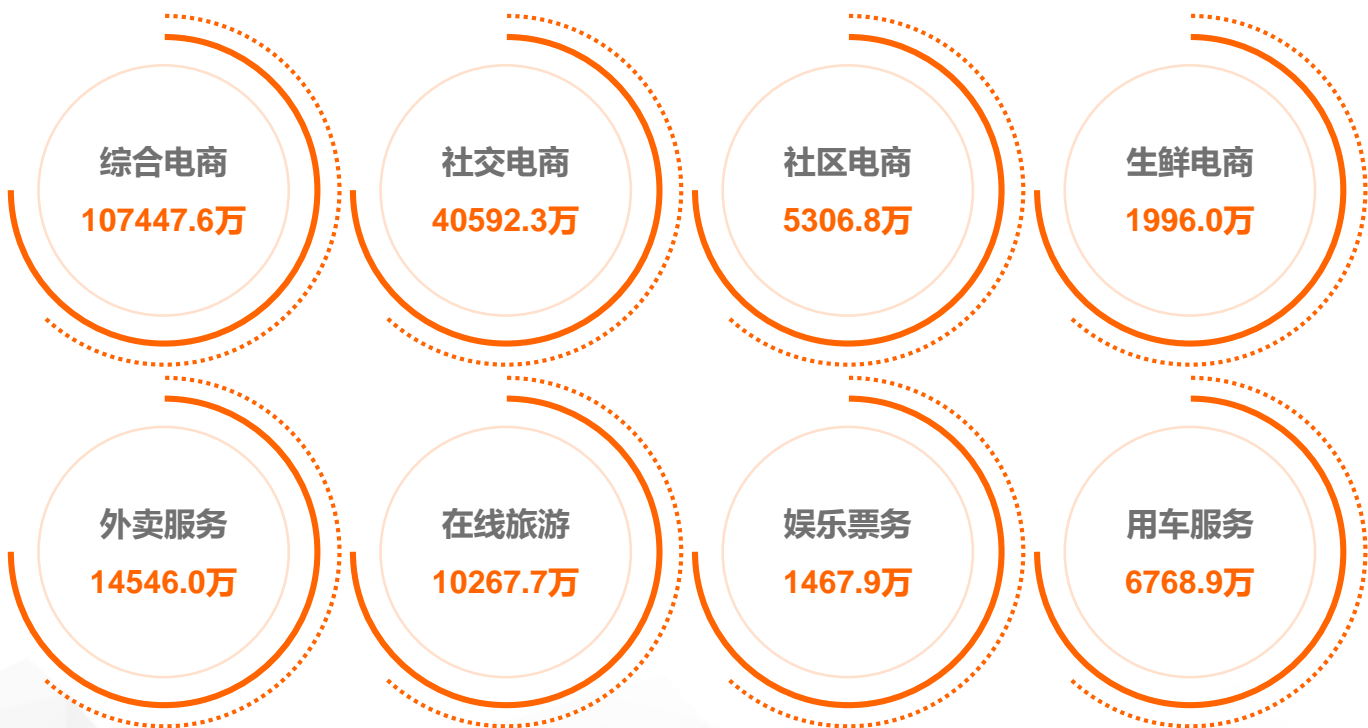 综合电商
107447.6万
社交电商
40592.3万
社区电商
5306.8万
生鲜电商
1996.0万
外卖服务
14546.0万
在线旅游
10267.7万
娱乐票务
1467.9万
用车服务
6768.9万